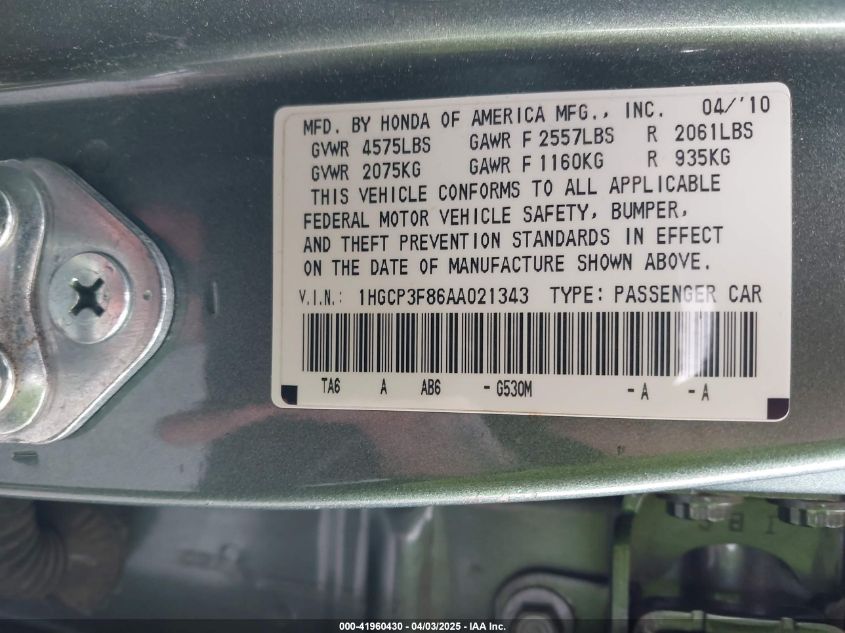 MFD. BY HONDA OF AMERICA MFG., INC. 04/'10
GVWR 4575LBS GAWR F 2557LBS R 2061LBS
GVWR 2075KG GAWR F 1160KG R 935KG
THIS VEHICLE CONFORMS TO ALL APPLICABLE
FEDERAL MOTOR VEHICLE SAFETY, BUMPER,
AND THEFT PREVENTION STANDARDS IN EFFECT
ON THE DATE OF MANUFACTURE SHOWN ABOVE.
V.I.N.: 1HGCP3F86AA021343 TYPE: PASSENGER CAR
TA6 A AB6 - G530M - A - A
T B C
000-41960430 - 04/03/2025 - IAA Inc.